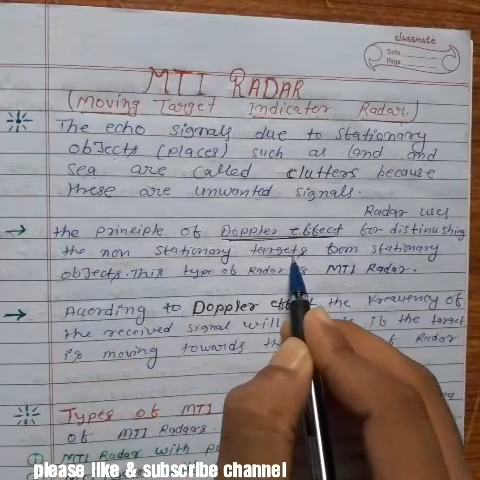 classmate
Date
Page
MTI RADAR
(Moving Target Indicator Radar.)
The echo signals due to stationary
objects (places) such as land and
sea are called clutters because
these are unwanted signals.
Radar uses
→ the principle of Doppler effect for distinushing
the non stationary targets from stationary
objects. This type of Radar is MTI Radar.
→ According to Doppler the frequency of
the received signal will if the target
is moving towards of Radar
Types of MTI
of MTI Radars.
① MTI Radar with
please like & subscribe channel